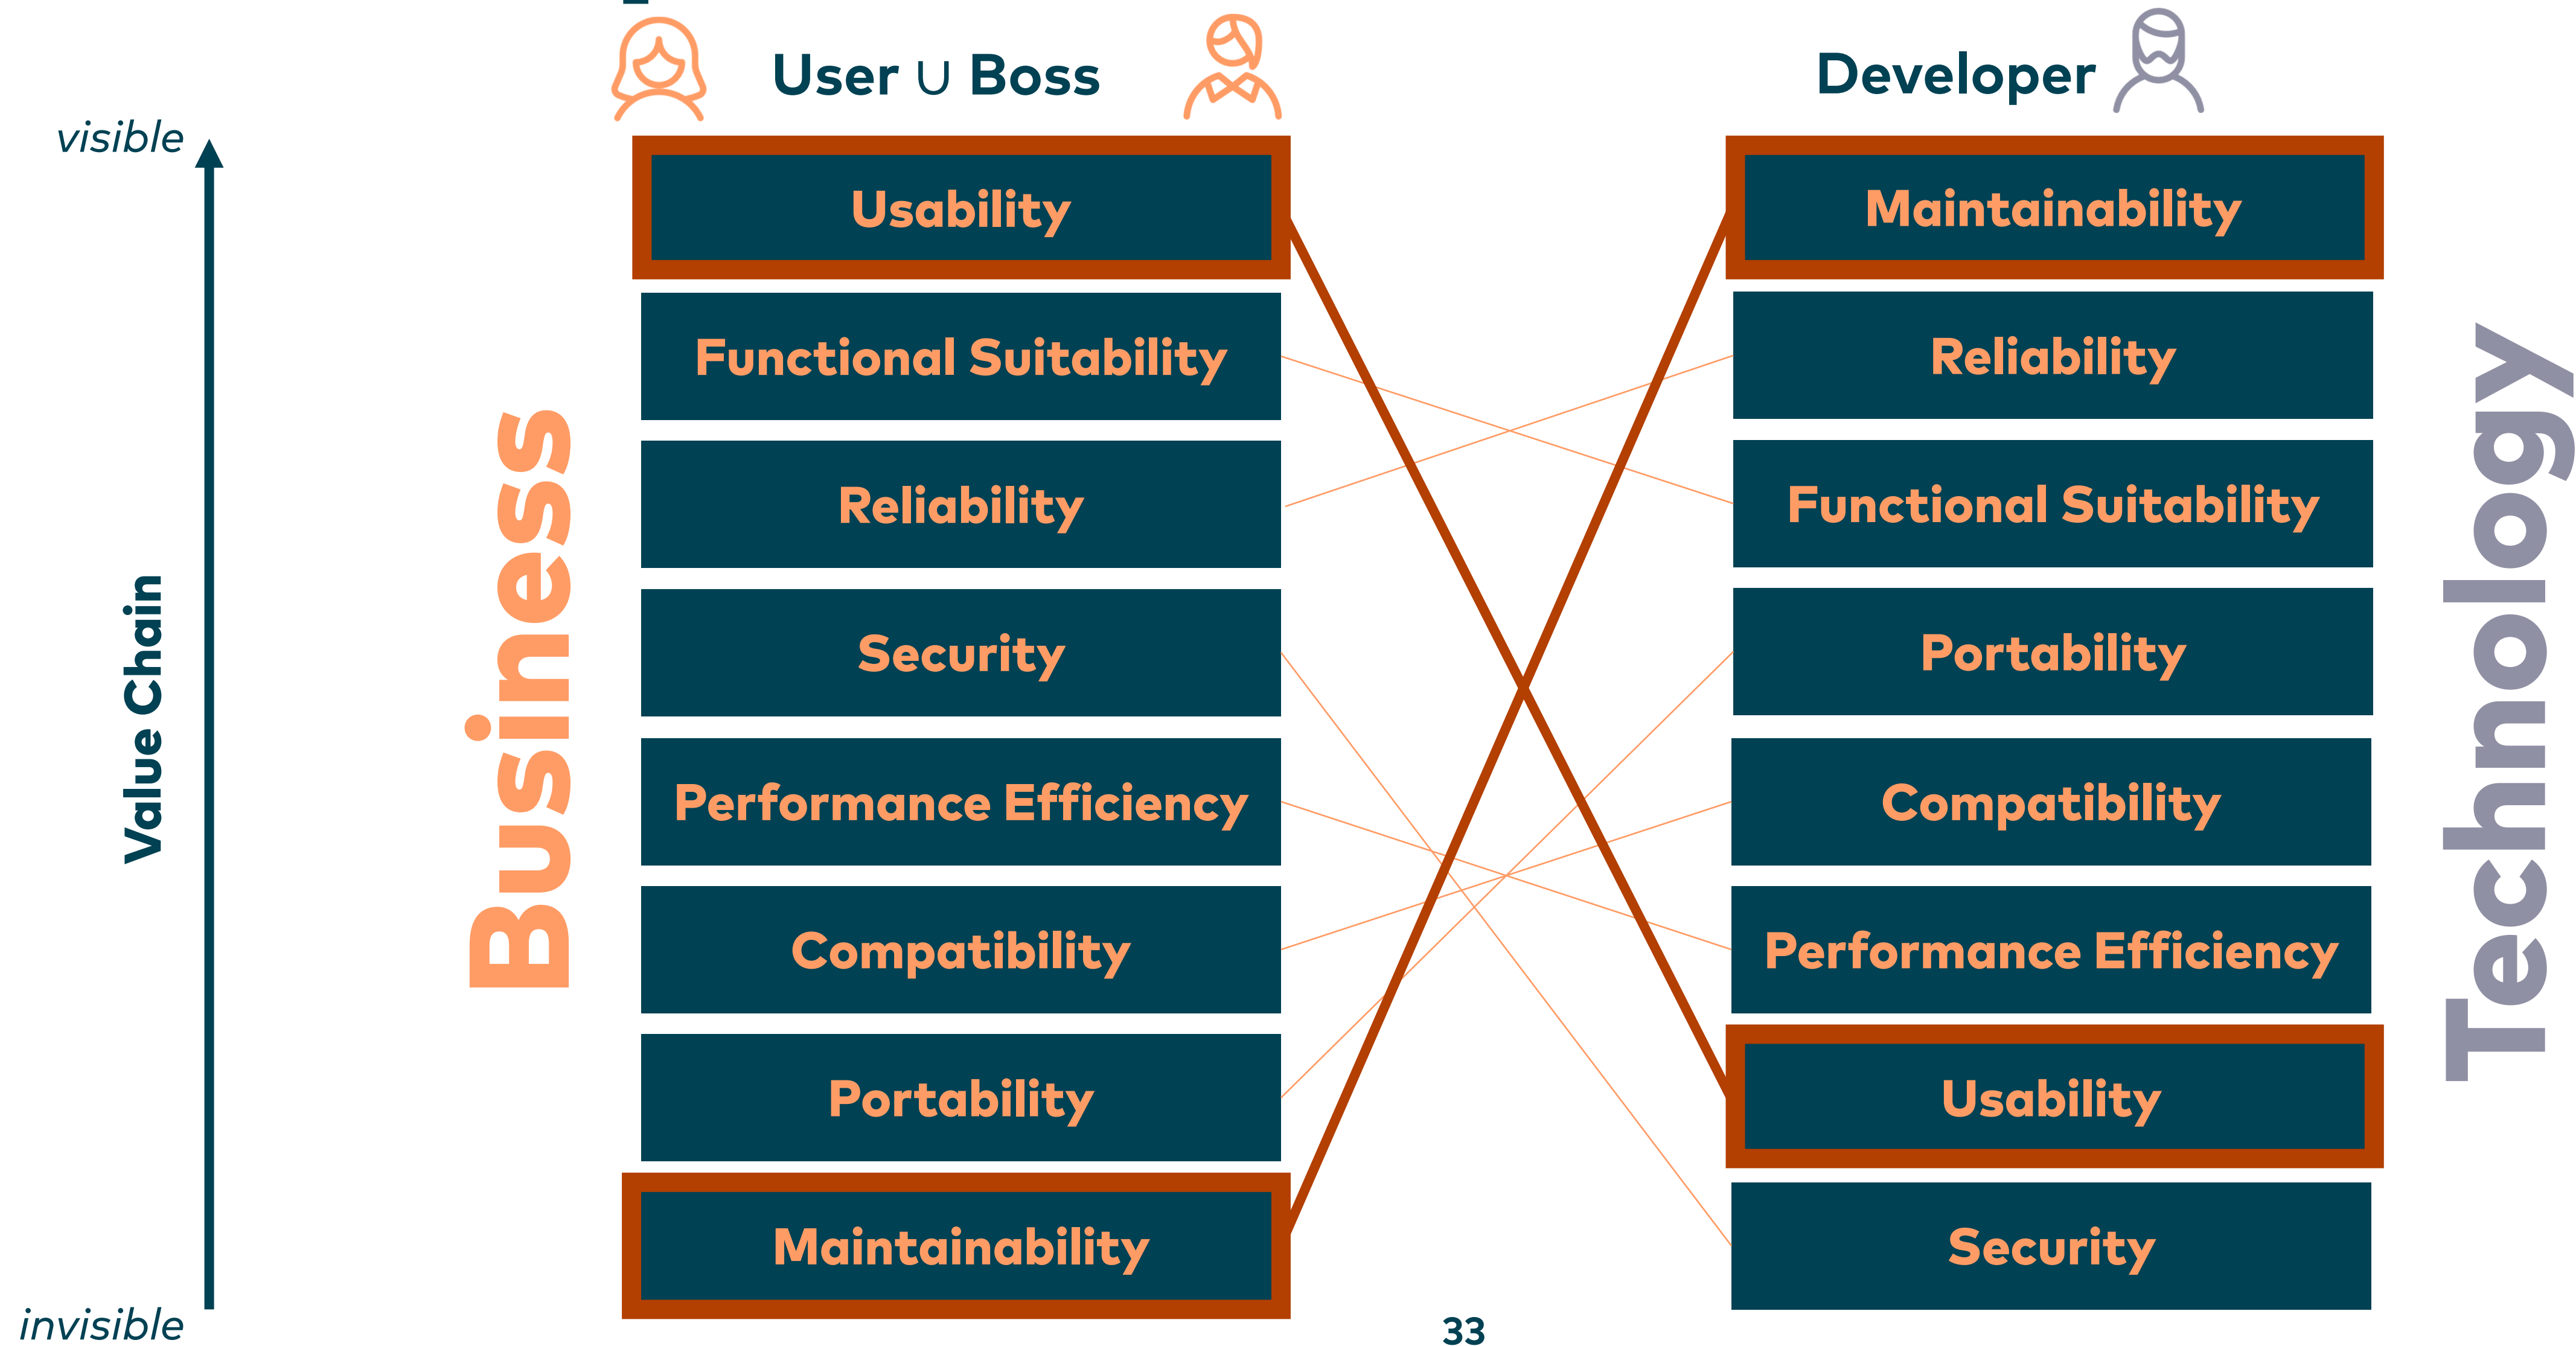 User ∪ Boss
Developer
visible
Value Chain
invisible
Business
Usability
Functional Suitability
Reliability
Security
Performance Efficiency
Compatibility
Portability
Maintainability
Maintainability
Reliability
Functional Suitability
Portability
Compatibility
Performance Efficiency
Usability
Security
Technology
33